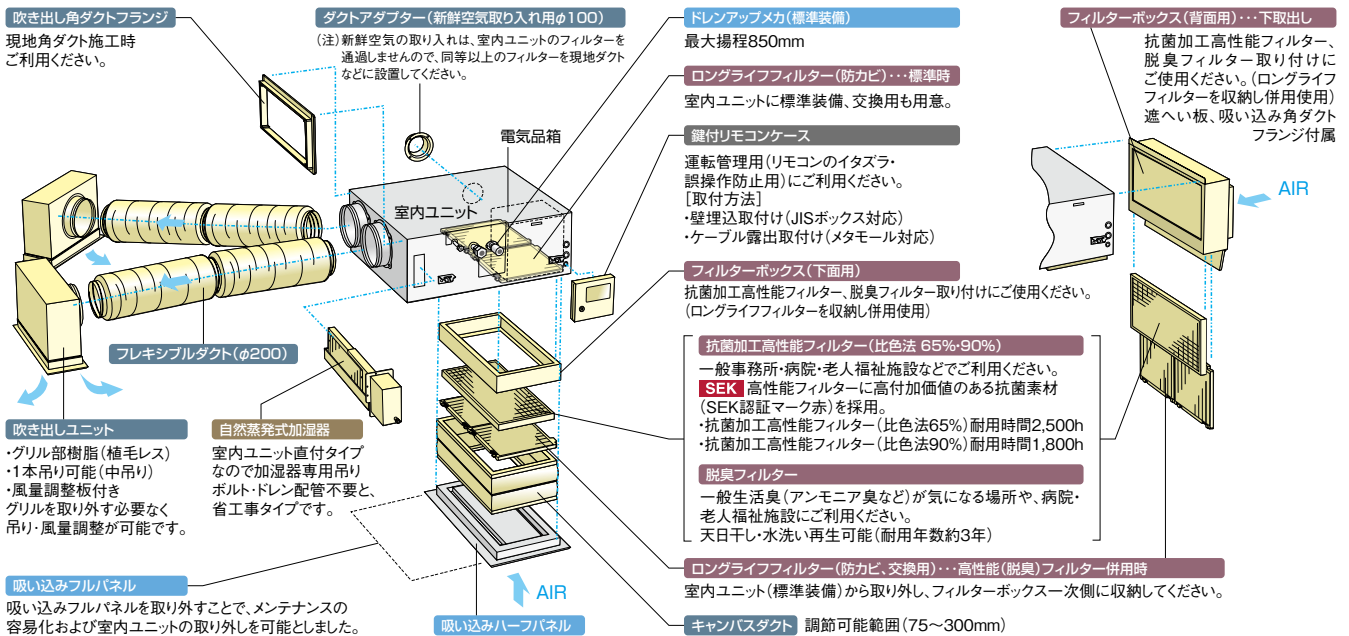 吹き出し角ダクトフランジ
現地角ダクト施工時
ご利用ください。
ダクトアダプター(新鮮空気取り入れ用φ100)
(注)新鮮空気の取り入れは、室内ユニットのフィルターを
通過しませんので、同等以上のフィルターを現地ダクト
などに設置してください。
電気品箱
室内ユニット
フレキシブルダクト(φ200)
吹き出しユニット
・グリル部樹脂(植毛レス)
・1本吊り可能(中吊り)
・風量調整板付き
グリルを取り外す必要なく
吊り・風量調整が可能です。
自然蒸発式加湿器
室内ユニット直付タイプ
なので加湿器専用吊り
ボルト・ドレン配管不要と、
省工事タイプです。
吸い込みフルパネル
吸い込みフルパネルを取り外すことで、メンテナンスの
容易化および室内ユニットの取り外しを可能としました。
AIR
吸い込みハーフパネル
ドレンアップメカ(標準装備)
最大揚程850mm
ロングライフフィルター(防カビ)・・・標準時
室内ユニットに標準装備、交換用も用意。
鍵付リモコンケース
運転管理用(リモコンのイタズラ・
誤操作防止用)にご利用ください。
[取付方法]
・壁埋込取付け(JISボックス対応)
・ケーブル露出取付け(メタモール対応)
フィルターボックス(下面用)
抗菌加工高性能フィルター、脱臭フィルター取り付けにご使用ください。
(ロングライフフィルターを収納し併用使用)
抗菌加工高性能フィルター(比色法 65%・90%)
一般事務所・病院・老人福祉施設などでご利用ください。
SEK 高性能フィルターに高付加価値のある抗菌素材
(SEK認証マーク赤)を採用。
・抗菌加工高性能フィルター(比色法65%)耐用時間2,500h
・抗菌加工高性能フィルター(比色法90%)耐用時間1,800h
脱臭フィルター
一般生活臭(アンモニア臭など)が気になる場所や、病院・
老人福祉施設にご利用ください。
天日干し・水洗い再生可能(耐用年数約3年)
ロングライフフィルター(防カビ、交換用)・・・高性能(脱臭)フィルター併用時
室内ユニット(標準装備)から取り外し、フィルターボックス一次側に収納してください。
キャンバスダクト 調節可能範囲(75〜300mm)
フィルターボックス(背面用)・・・下取出し
抗菌加工高性能フィルター、
脱臭フィルター取り付けに
ご使用ください。(ロングライフ
フィルターを収納し併用使用)
遮へい板、吸い込み角ダクト
フランジ付属
AIR